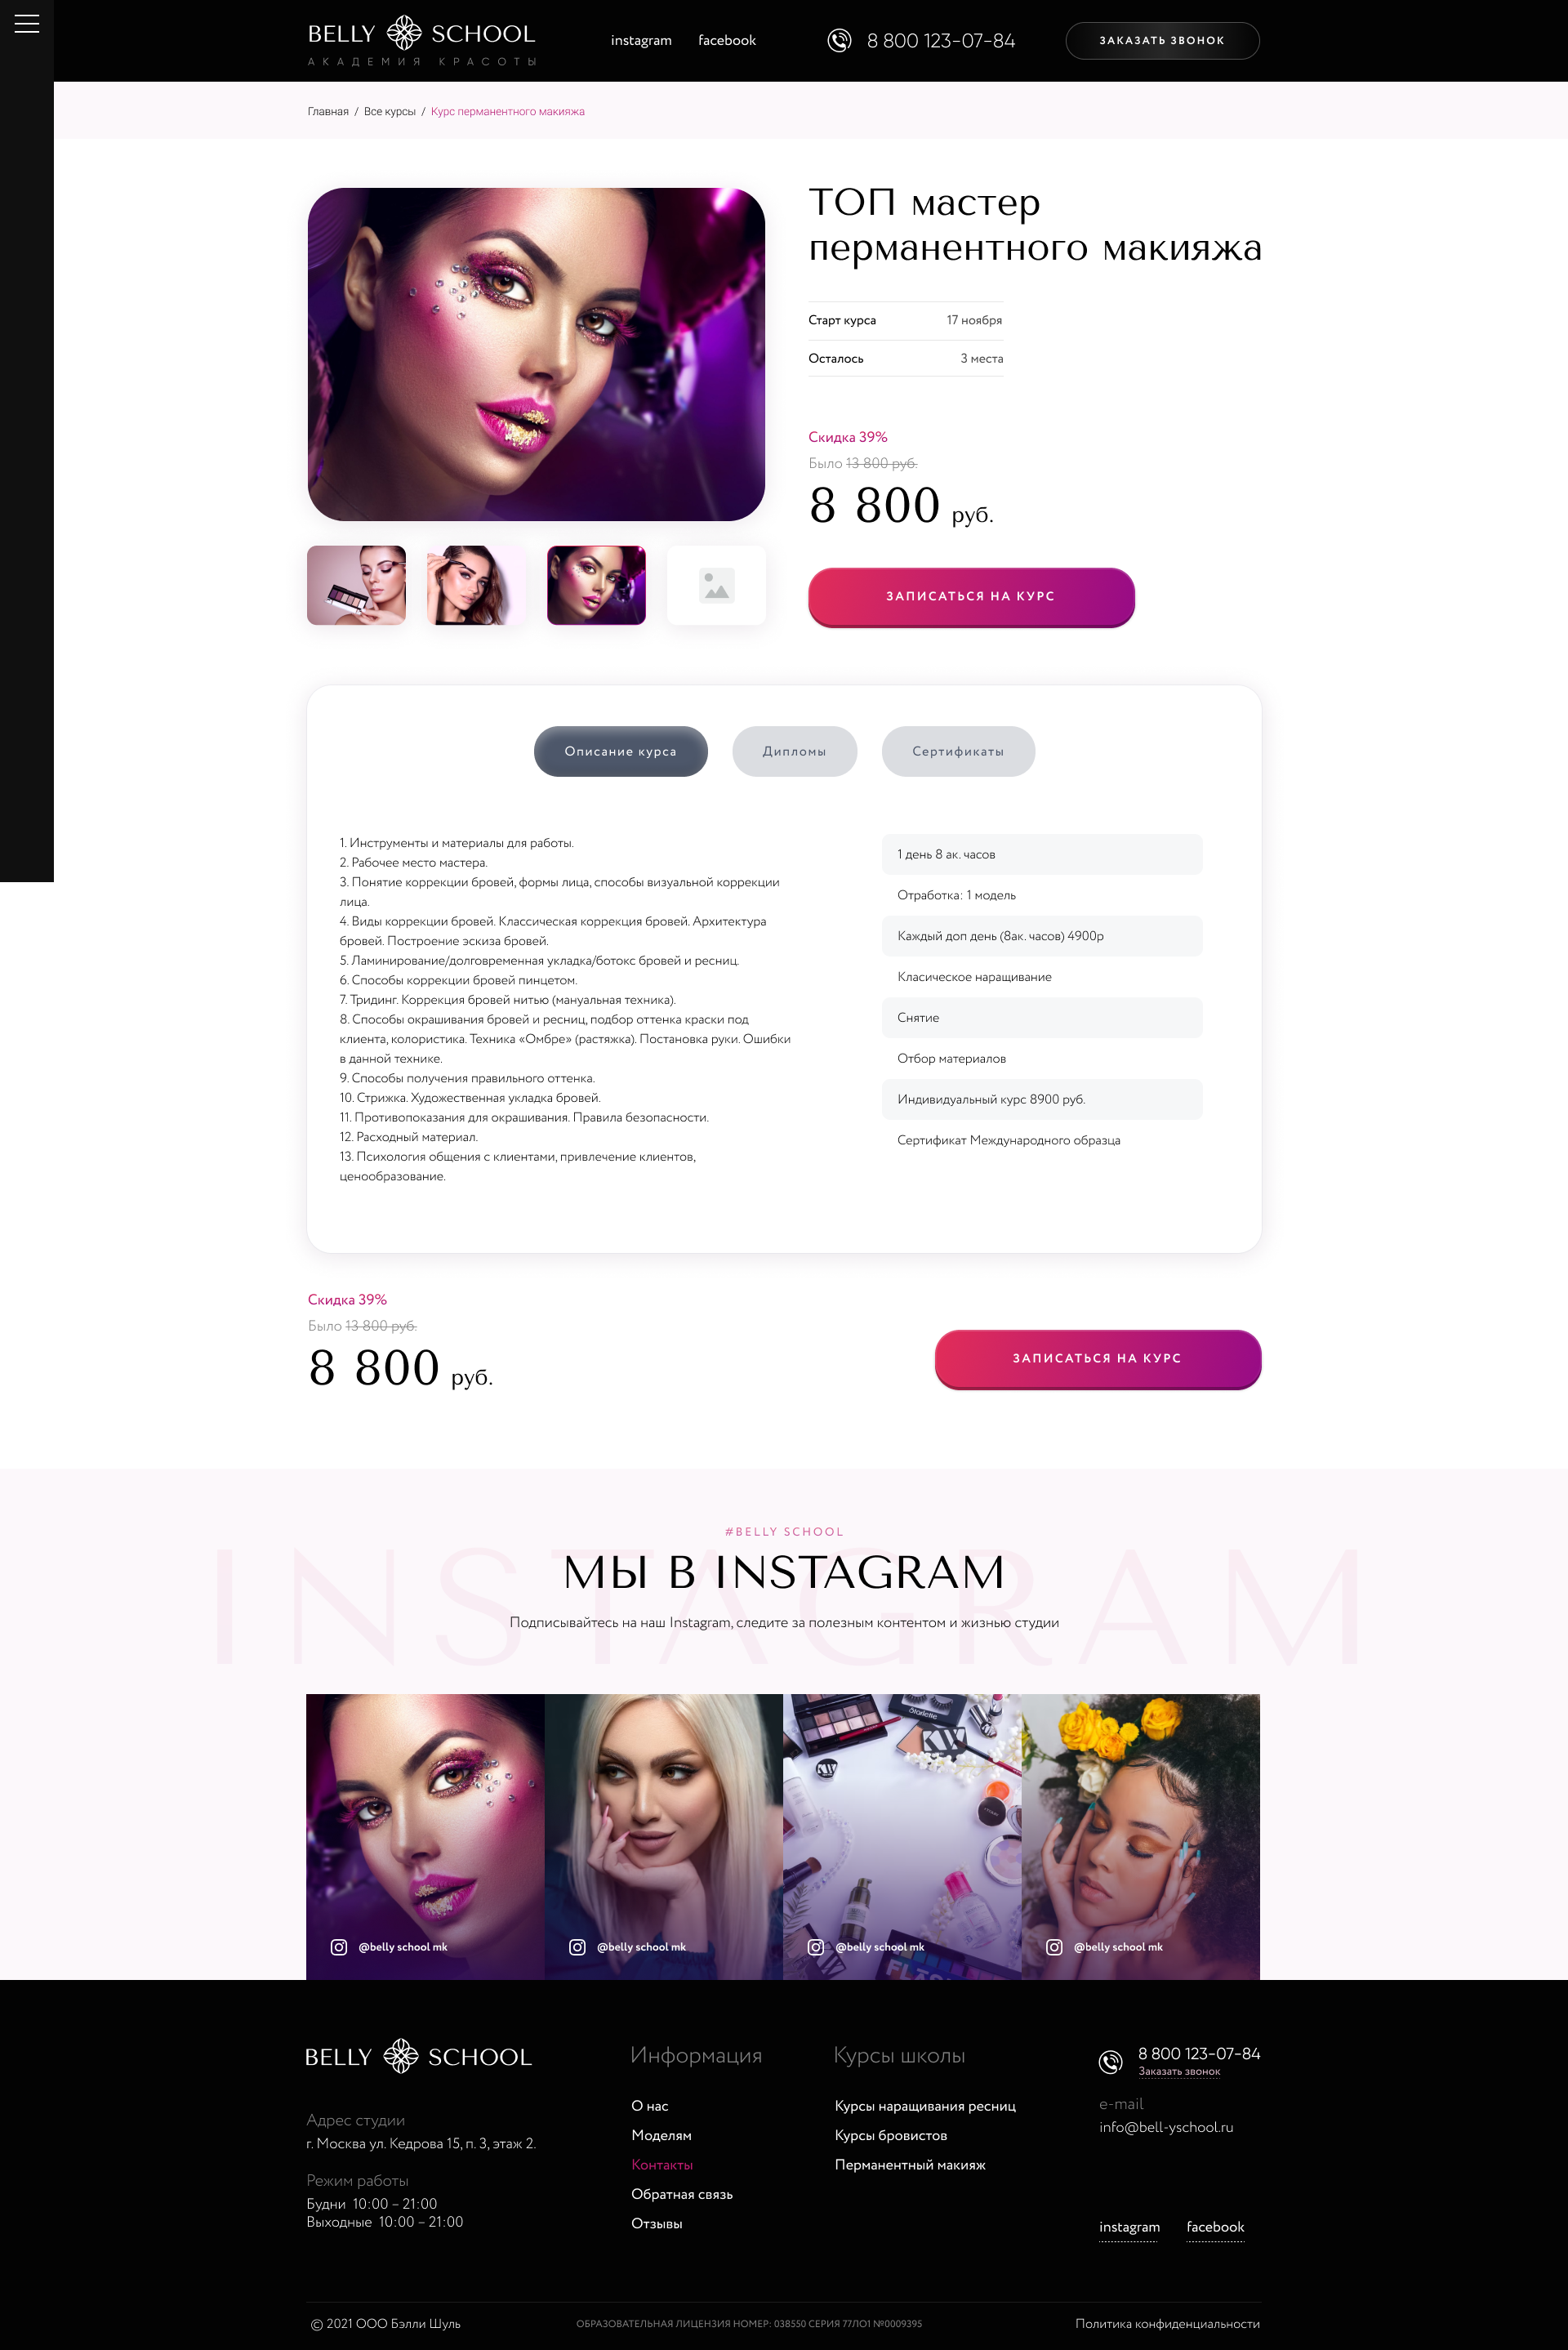 BELLY SCHOOL
АКАДЕМИЯ КРАСОТЫ
instagram facebook
8 800 123-07-84
ЗАКАЗАТЬ ЗВОНОК
Главная / Все курсы / Курс перманентного макияжа
ТОП мастер
перманентного макияжа
Старт курса 17 ноября
Осталось 3 места
Скидка 39%
Было 13 800 руб.
8 800 руб.
ЗАПИСАТЬСЯ НА КУРС
Описание курса
Дипломы
Сертификаты
1. Инструменты и материалы для работы.
2. Рабочее место мастера.
3. Понятие коррекции бровей, формы лица, способы визуальной коррекции
лица.
4. Виды коррекции бровей. Классическая коррекция бровей. Архитектура
бровей. Построение эскиза бровей.
5. Ламинирование/долговременная укладка/ботокс бровей и ресниц.
6. Способы коррекции бровей пинцетом.
7. Тридинг. Коррекция бровей нитью (мануальная техника).
8. Способы окрашивания бровей и ресниц, подбор оттенка краски под
клиента, колористика. Техника «Омбре» (растяжка). Постановка руки. Ошибки
в данной технике.
9. Способы получения правильного оттенка.
10. Стрижка. Художественная укладка бровей.
11. Противопоказания для окрашивания. Правила безопасности.
12. Расходный материал.
13. Психология общения с клиентами, привлечение клиентов,
ценообразование.
1 день 8 ак. часов
Отработка: 1 модель
Каждый доп день (8ак. часов) 4900р
Класическое наращивание
Снятие
Отбор материалов
Индивидуальный курс 8900 руб.
Сертификат Международного образца
Скидка 39%
Было 13 800 руб.
8 800 руб.
ЗАПИСАТЬСЯ НА КУРС
#BELLY SCHOOL
INSTAGRAM
МЫ В INSTAGRAM
Подписывайтесь на наш Instagram, следите за полезным контентом и жизнью студии
@belly school mk
@belly school mk
@belly school mk
@belly school mk
BELLY SCHOOL
Адрес студии
г. Москва ул. Кедрова 15, п. 3, этаж 2.
Режим работы
Будни 10:00 – 21:00
Выходные 10:00 – 21:00
Информация
О нас
Моделям
Контакты
Обратная связь
Отзывы
Курсы школы
Курсы наращивания ресниц
Курсы бровистов
Перманентный макияж
8 800 123-07-84
Заказать звонок
e-mail
info@bell-yschool.ru
instagram facebook
© 2021 ООО Бэлли Шуль
ОБРАЗОВАТЕЛЬНАЯ ЛИЦЕНЗИЯ НОМЕР: 038550 СЕРИЯ 77ЛО1 №0009395
Политика конфиденциальности